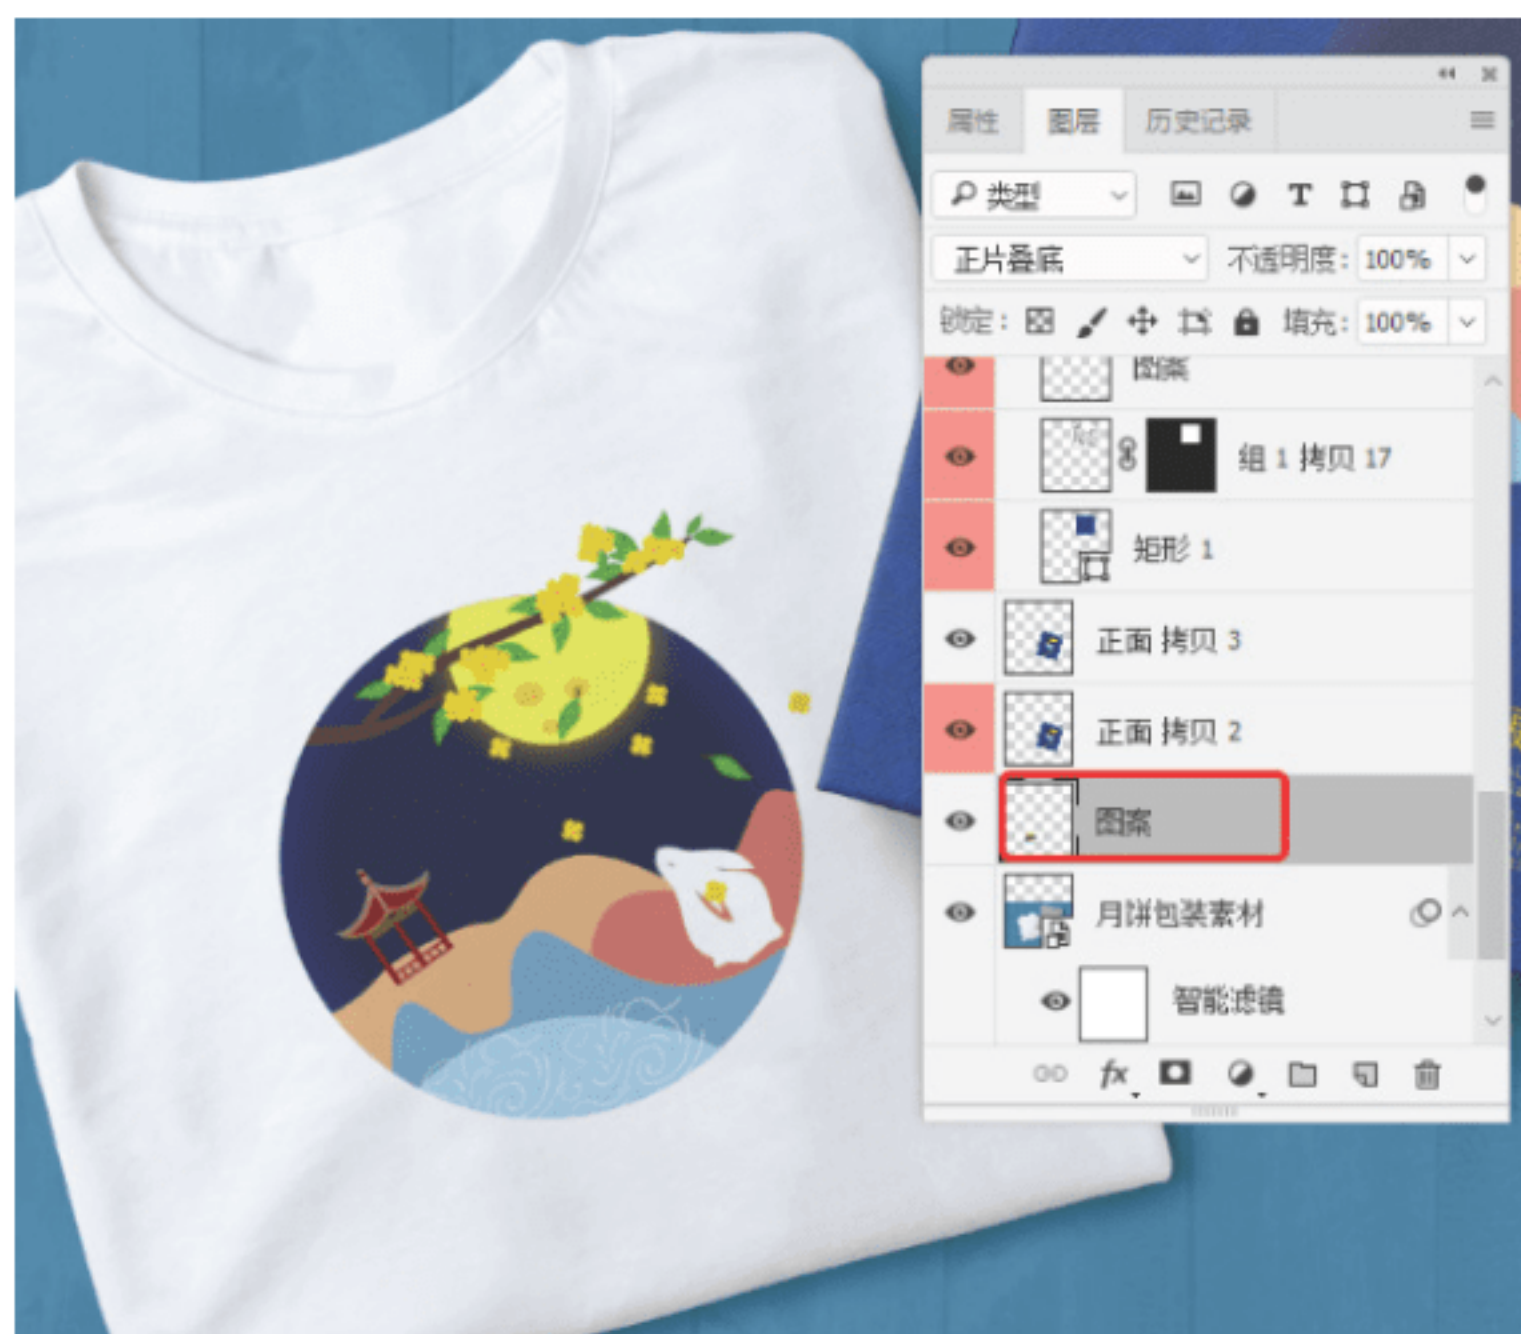 属性 图层 历史记录
类型
正片叠底 不透明度: 100%
锁定: 填充: 100%
图案
组 1 拷贝 17
矩形 1
正面 拷贝 3
正面 拷贝 2
图案
月饼包装素材
智能滤镜
fx